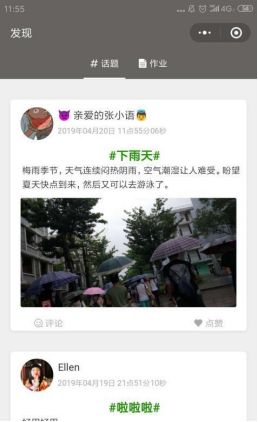 11:55
4G
发现
# 话题
作业
亲爱的张小语
2019年04月20日 11点55分06秒
#下雨天#
梅雨季节，天气连续闷热阴雨，空气潮湿让人难受。盼望
夏天快点到来，然后又可以去游泳了。
评论
点赞
Ellen
2019年04月19日 21点51分10秒
#啦啦啦#